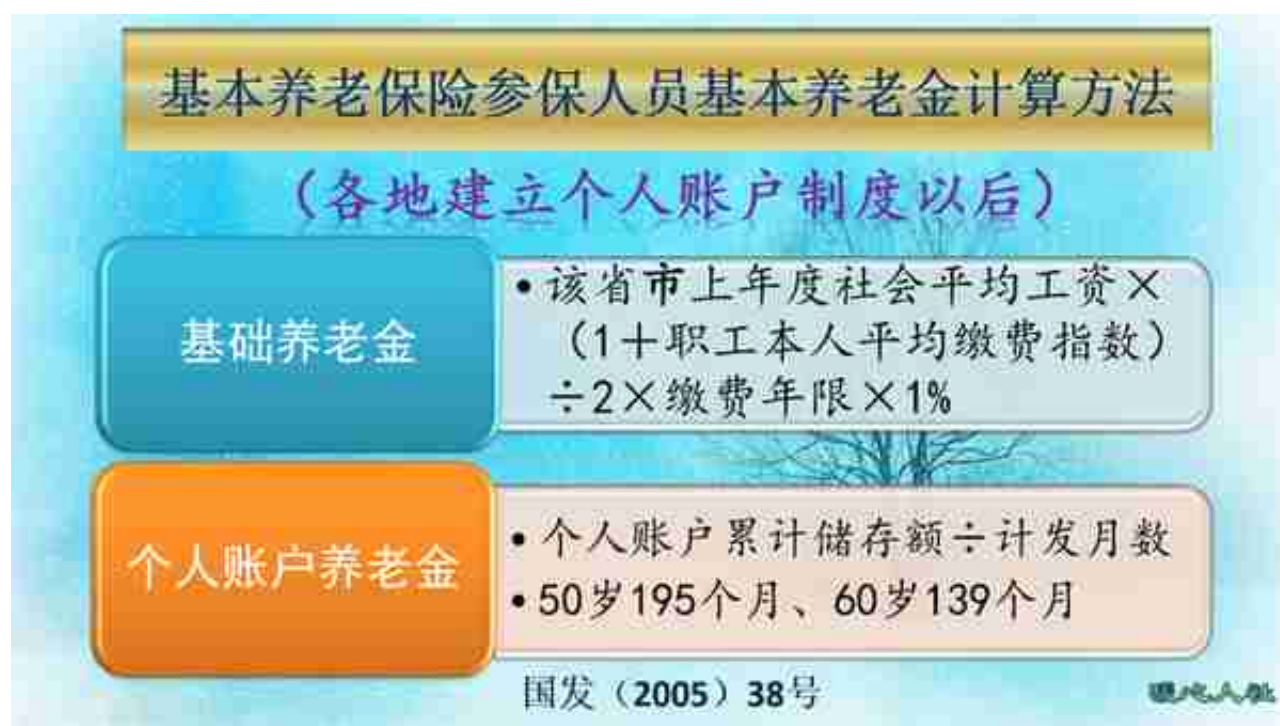 基本养老保险参保人员基本养老金计算方法
（各地建立个人账户制度以后）
基础养老金
•该省市上年度社会平均工资×
（1＋职工本人平均缴费指数）
÷2×缴费年限×1%
个人账户养老金
•个人账户累计储存额÷计发月数
•50岁195个月、60岁139个月
国发（2005）38号
暖心人社